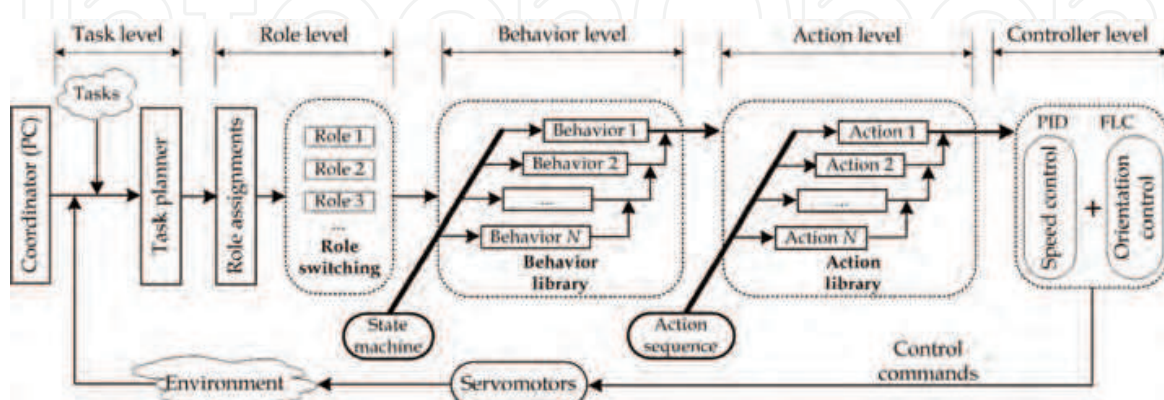 Task level
Role level
Behavior level
Action level
Controller level
Tasks
Coordinator (PC)
Task planner
Role assignments
Role 1
Role 2
Role 3
...
Role
switching
Behavior 1
Behavior 2
...
Behavior N
Behavior
library
State
machine
Action 1
Action 2
...
Action N
Action
library
Action
sequence
PID
FLC
Speed control
+
Orientation
control
Control
commands
Servomotors
Environment